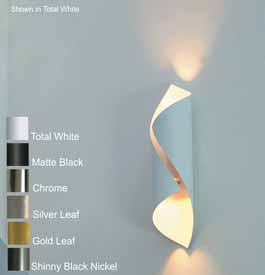 Shown in Total White
Total White
Matte Black
Chrome
Silver Leaf
Gold Leaf
Shinny Black Nickel